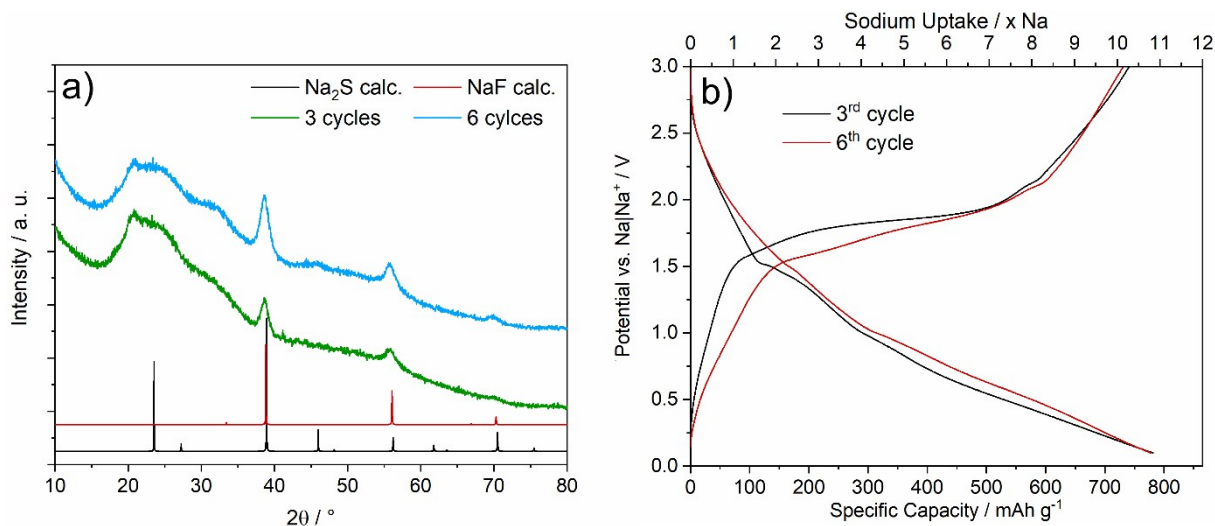 a)
Na₂S calc. NaF calc.
3 cycles 6 cylces
Intensity / a. u.
10 20 30 40 50 60 70 80
2θ / °
Sodium Uptake / x Na
0 1 2 3 4 5 6 7 8 9 10 11 12
b)
3rd cycle
6th cycle
Potential vs. Na|Na⁺ / V
3.0
2.5
2.0
1.5
1.0
0.5
0.0
0 100 200 300 400 500 600 700 800
Specific Capacity / mAh g⁻¹